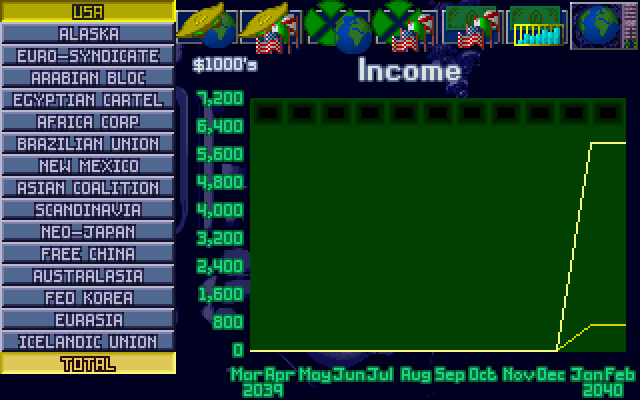 USA
ALASKA
EURO-SYNDICATE
ARABIAN BLOC
EGYPTIAN CARTEL
AFRICA CORP
BRAZILIAN UNION
NEW MEXICO
ASIAN COALITION
SCANDINAVIA
NEO-JAPAN
FREE CHINA
AUSTRALASIA
FED KOREA
EURASIA
ICELANDIC UNION
TOTAL
$1000's
Income
7,200
6,400
5,600
4,800
4,000
3,200
2,400
1,600
800
0
Mar Apr May Jun Jul Aug Sep Oct Nov Dec Jan Feb
2039 2040